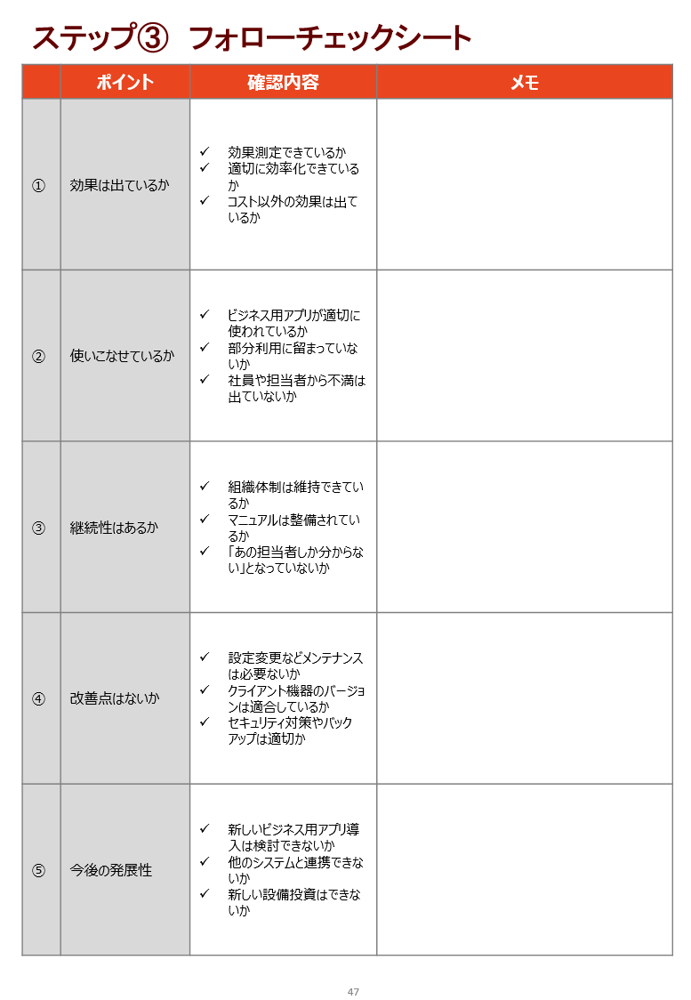 ステップ③　フォローチェックシート
ポイント
確認内容
メモ
①
効果は出ているか
✓ 効果測定できているか
✓ 適切に効率化できている
か
✓ コスト以外の効果は出て
いるか
②
使いこなせているか
✓ ビジネス用アプリが適切に
使われているか
✓ 部分利用に留まっていな
いか
✓ 社員や担当者から不満は
出ていないか
③
継続性はあるか
✓ 組織体制は維持できてい
るか
✓ マニュアルは整備されてい
るか
✓ 「あの担当者しか分からな
い」となっていないか
④
改善点はないか
✓ 設定変更などメンテナンス
は必要ないか
✓ クライアント機器のバージョ
ンは適合しているか
✓ セキュリティ対策やバック
アップは適切か
⑤
今後の発展性
✓ 新しいビジネス用アプリ導
入は検討できないか
✓ 他のシステムと連携できな
いか
✓ 新しい設備投資はできな
いか
47